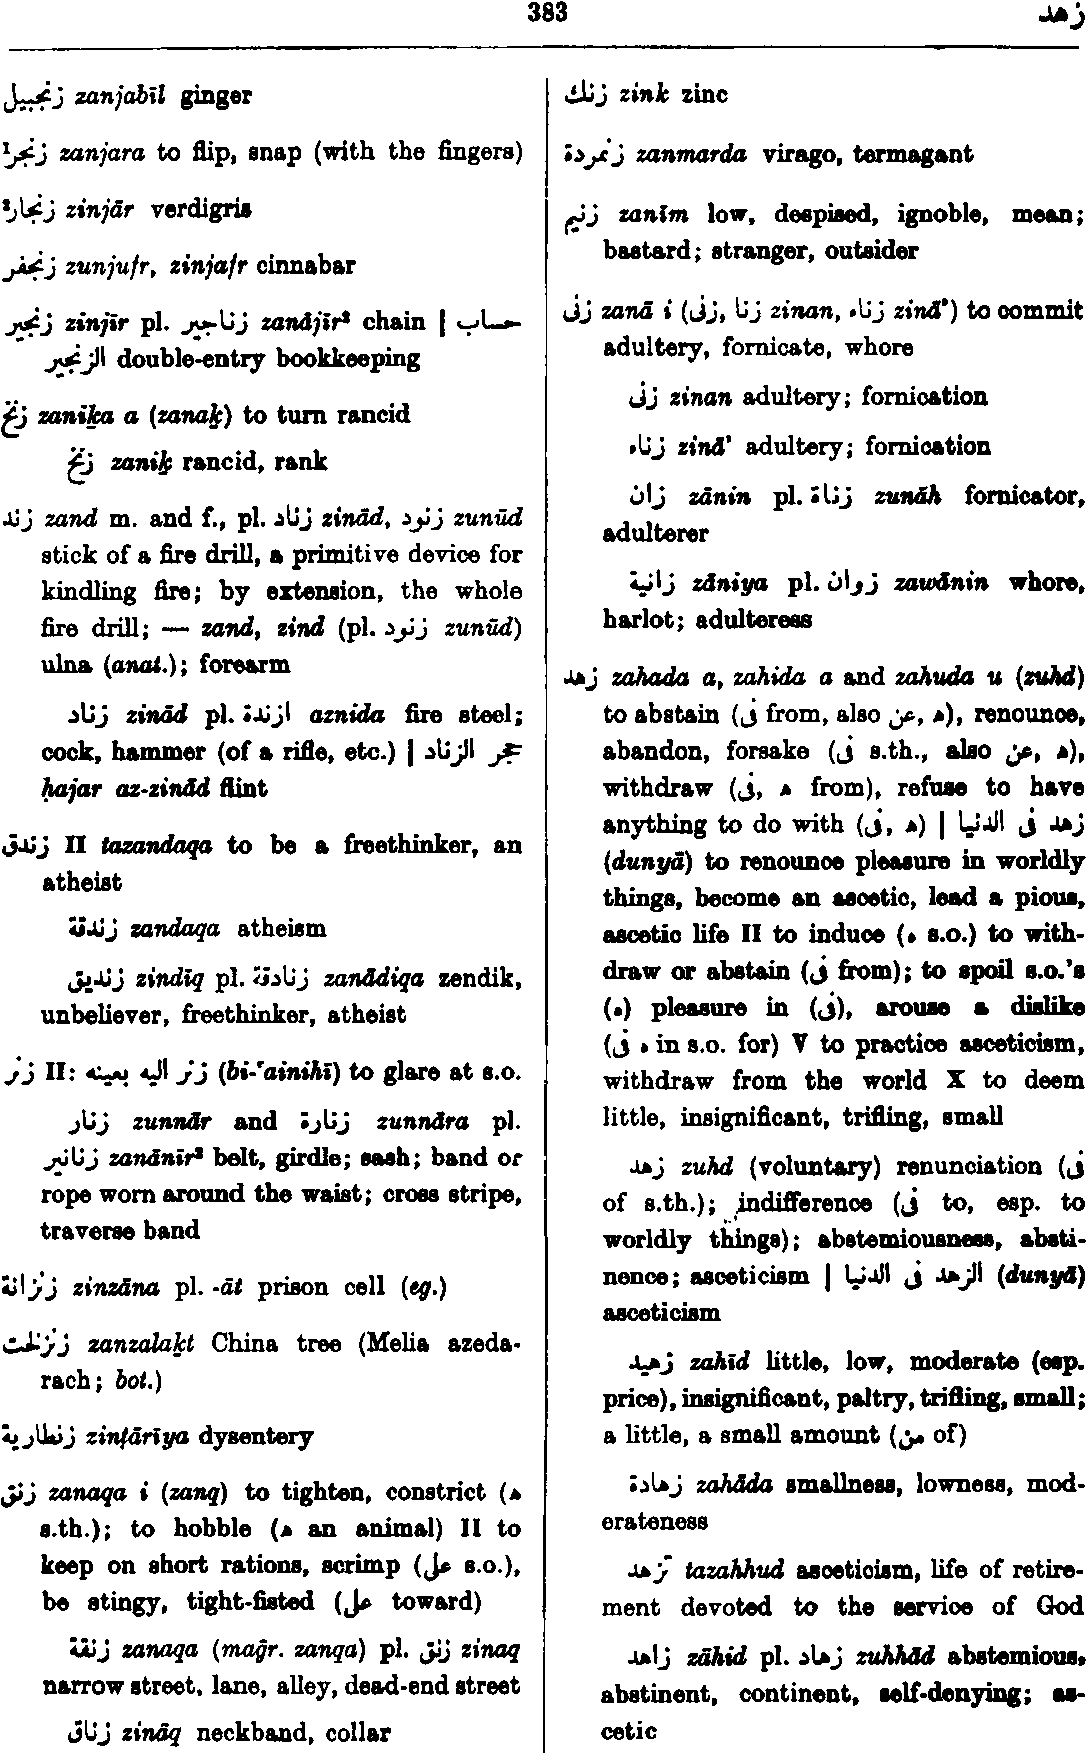 383
زهد
زنجبيل zanjabīl ginger
¹زنجر zanjara to flip, snap (with the fingers)
²زنجار zinjār verdigris
زنجفر zunjufr, zinjafr cinnabar
زنجير zinjīr pl. زناجير zanājīr² chain | حساب
الزنجير double-entry bookkeeping
زنخ zaniḵa a (zanaḵ) to turn rancid
زنخ zaniḵ rancid, rank
زند zand m. and f., pl. زناد zinād, زنود zunūd
stick of a fire drill, a primitive device for
kindling fire; by extension, the whole
fire drill; — zand, zind (pl. زنود zunūd)
ulna (anat.); forearm
زناد zinād pl. ازندة aznida fire steel;
cock, hammer (of a rifle, etc.) | حجر الزناد
ḥajar az-zinād flint
زندق II tazandaqa to be a freethinker, an
atheist
زندقة zandaqa atheism
زنديق zindīq pl. زنادقة zanādiqa zendik,
unbeliever, freethinker, atheist
زنر II: زنر اليه بعينه (bi-ʿainihī) to glare at s.o.
زنار zunnār and زنارة zunnāra pl.
زنانير zanānīr² belt, girdle; sash; band or
rope worn around the waist; cross stripe,
traverse band
زنزانة zinzāna pl. -āt prison cell (eg.)
زنزلخت zanzalaḵt China tree (Melia azeda-
rach; bot.)
زنطارية zinṭārīya dysentery
زنق zanaqa i (zanq) to tighten, constrict (ه
s.th.); to hobble (ه an animal) II to
keep on short rations, scrimp (على s.o.),
be stingy, tight-fisted (على toward)
زنقة zanaqa (maḡr. zanqa) pl. زنق zinaq
narrow street, lane, alley, dead-end street
زناق zināq neckband, collar
زنك zink zinc
زنمردة zanmarda virago, termagant
زنيم zanīm low, despised, ignoble, mean;
bastard; stranger, outsider
زنى zanā i (زنى, زنا zinan, زناء zināʾ) to commit
adultery, fornicate, whore
زنى zinan adultery; fornication
زناء zināʾ adultery; fornication
زان zānin pl. زناة zunāh fornicator,
adulterer
زانية zāniya pl. زوان zawānin whore,
harlot; adulteress
زهد zahada a, zahida a and zahuda u (zuhd)
to abstain (فى from, also عن, ه), renounce,
abandon, forsake (فى s.th., also عن, ه),
withdraw (فى, ه from), refuse to have
anything to do with (فى, ه) | زهد فى الدنيا
(dunyā) to renounce pleasure in worldly
things, become an ascetic, lead a pious,
ascetic life II to induce (ه s.o.) to with-
draw or abstain (فى from); to spoil s.o.'s
(ه) pleasure in (فى), arouse a dislike
(فى ه in s.o. for) V to practice asceticism,
withdraw from the world X to deem
little, insignificant, trifling, small
زهد zuhd (voluntary) renunciation (فى
of s.th.); indifference (فى to, esp. to
worldly things); abstemiousness, absti-
nence; asceticism | الزهد فى الدنيا (dunyā)
asceticism
زهيد zahīd little, low, moderate (esp.
price), insignificant, paltry, trifling, small;
a little, a small amount (من of)
زهادة zahāda smallness, lowness, mod-
erateness
تزهد tazahhud asceticism, life of retire-
ment devoted to the service of God
زاهد zāhid pl. زهاد zuhhād abstemious,
abstinent, continent, self-denying; as-
cetic